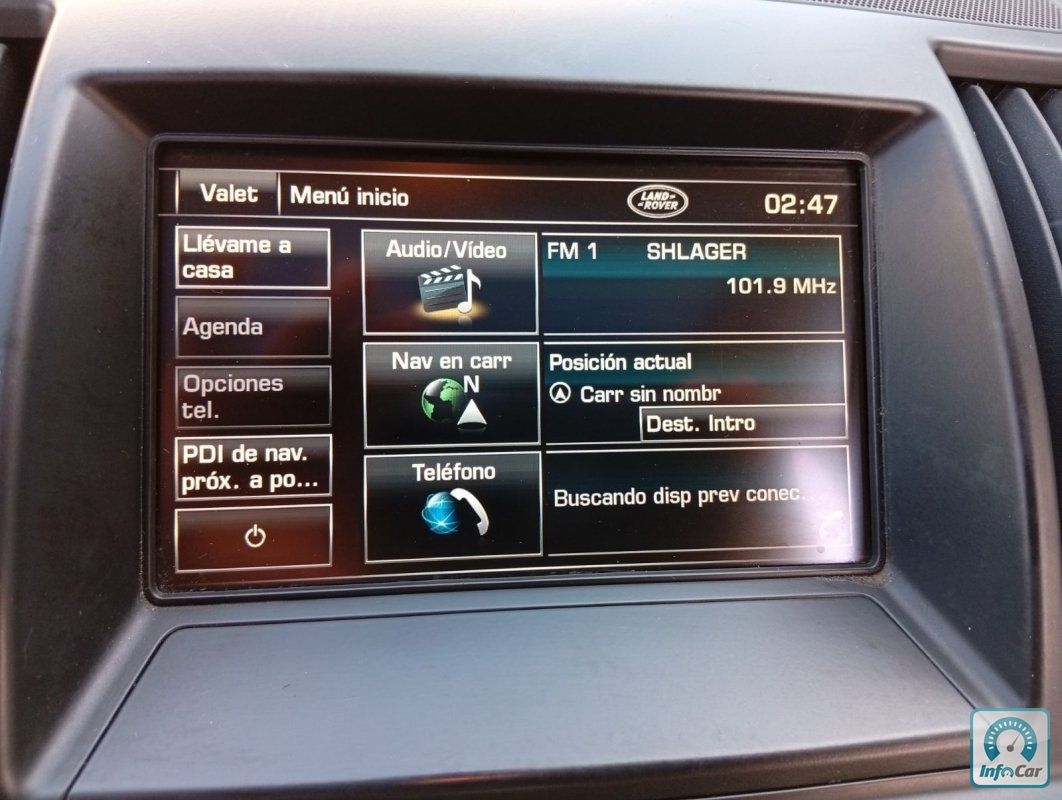 Valet
Menú inicio
LAND-
-ROVER
02:47
Llévame a
casa
Agenda
Opciones
tel.
PDI de nav.
próx. a po...
Audio/Vídeo
FM 1 SHLAGER
101.9 MHz
Nav en carr
N
Posición actual
Carr sin nombr
Dest. Intro
Teléfono
Buscando disp prev conec...
InfoCar